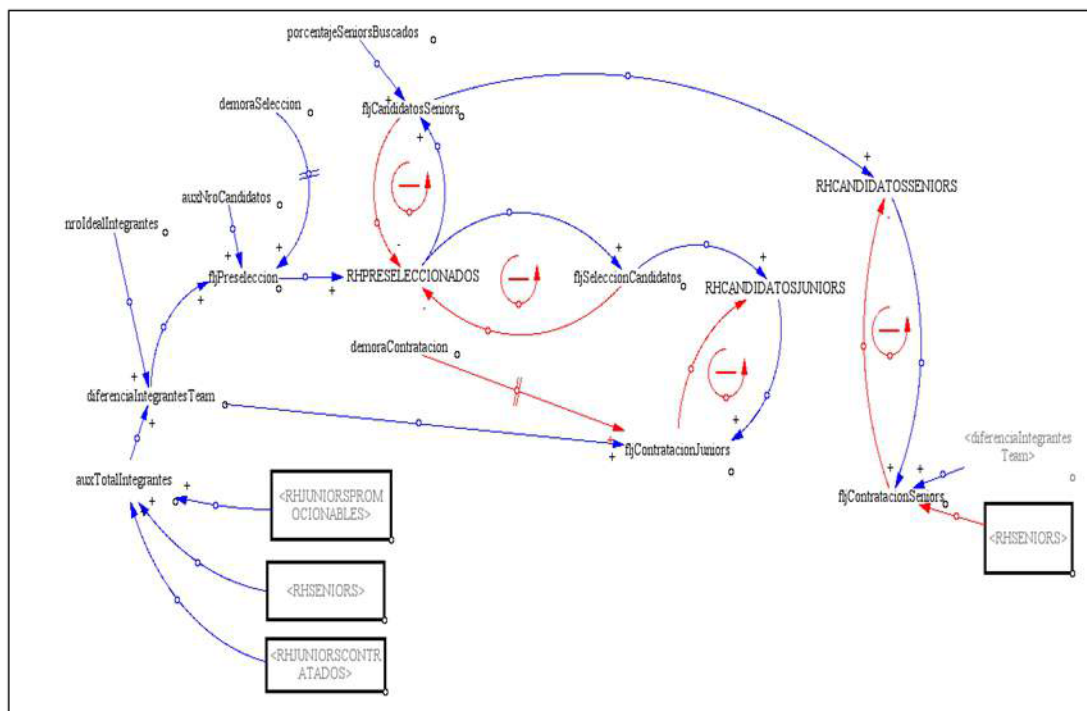 porcentajeSeniorsBuscados
demoraSeleccion
fljCandidatosSeniors
auxNroCandidatos
nroIdealIntegrantes
RHCANDIDATOSSENIORS
fljPreseleccion
RHPRESELECCIONADOS
fljSeleccionCandidatos
RHCANDIDATOSJUNIORS
demoraContratacion
diferenciaIntegrantesTeam
fljContratacionJuniors
<diferenciaIntegrantes
Team>
auxTotalIntegrantes
<RHJUNIORSPROM
OCIONABLES>
fljContratacionSeniors
<RHSENIORS>
<RHSENIORS>
<RHJUNIORSCONTR
ATADOS>